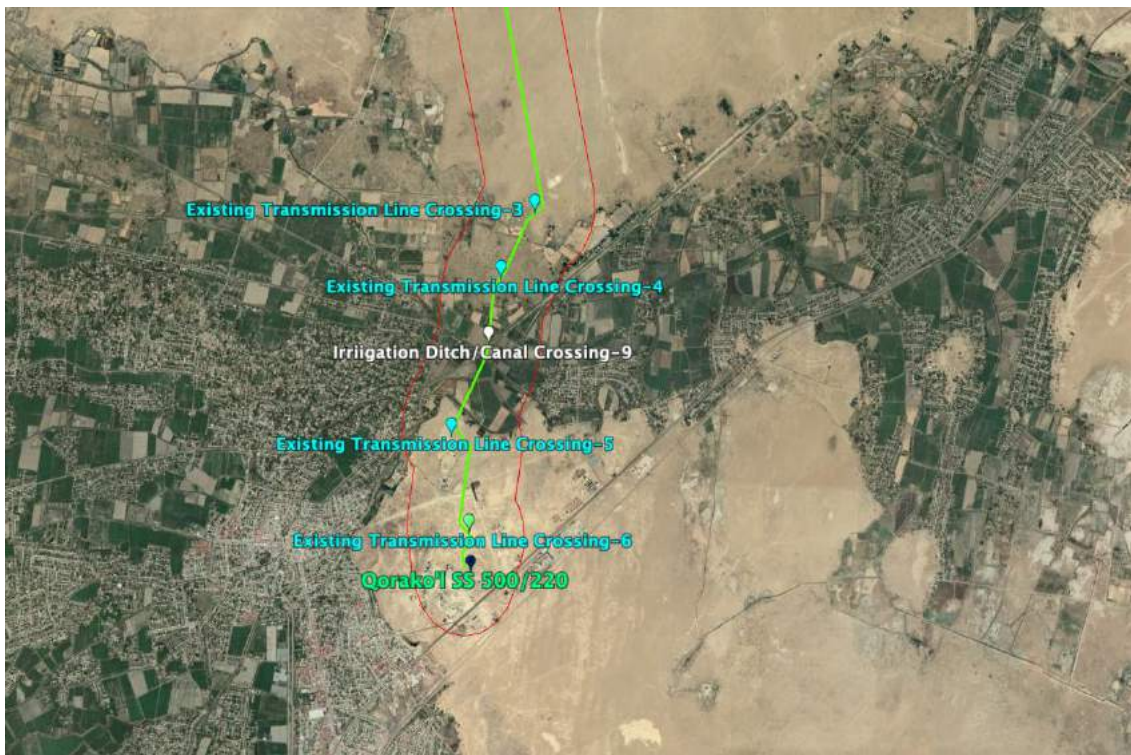 Existing Transmission Line Crossing-3
Existing Transmission Line Crossing-4
Irriigation Ditch/Canal Crossing-9
Existing Transmission Line Crossing-5
Existing Transmission Line Crossing-6
Qorako'l SS 500/220